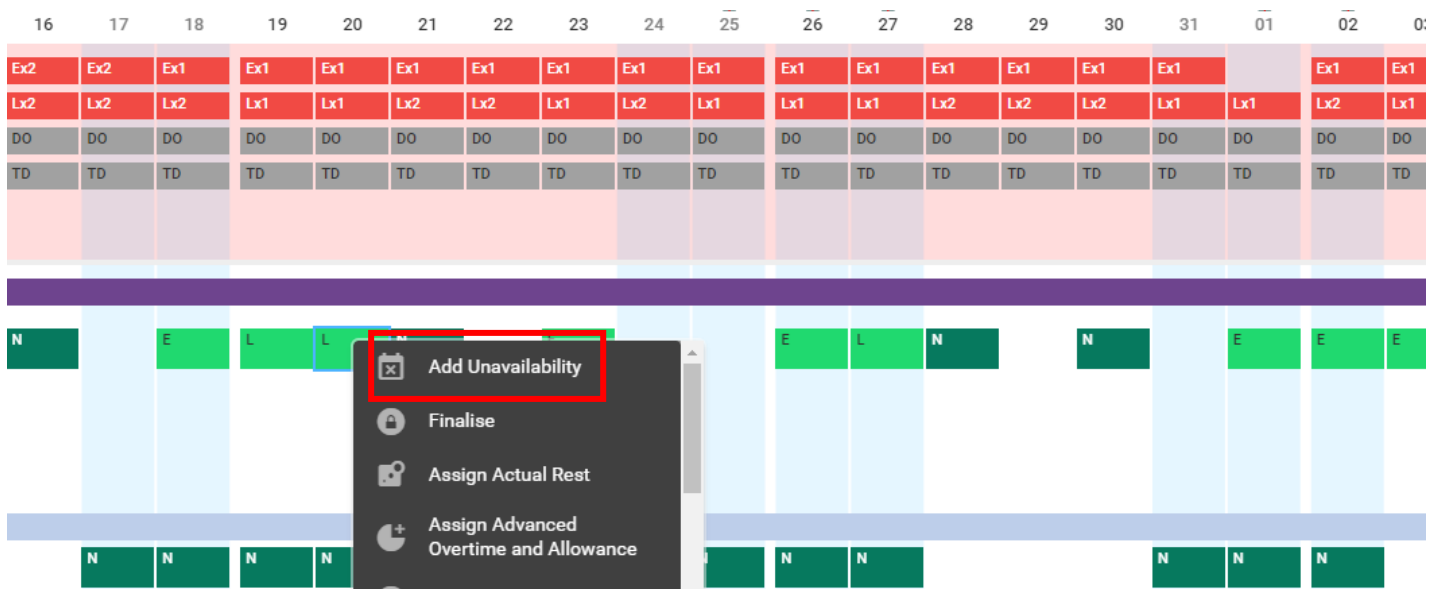 16 17 18 19 20 21 22 23 24 25 26 27 28 29 30 31 01 02
Ex2 Ex2 Ex1 Ex1 Ex1 Ex1 Ex1 Ex1 Ex1 Ex1 Ex1 Ex1 Ex1 Ex1 Ex1 Ex1 Ex1 Ex1
Lx2 Lx2 Lx2 Lx1 Lx1 Lx2 Lx2 Lx1 Lx2 Lx1 Lx1 Lx1 Lx2 Lx2 Lx2 Lx1 Lx1 Lx2 Lx1
DO DO DO DO DO DO DO DO DO DO DO DO DO DO DO DO DO DO DO
TD TD TD TD TD TD TD TD TD TD TD TD TD TD TD TD TD TD TD
N E L L E L N N E E E
Add Unavailability
Finalise
Assign Actual Rest
Assign Advanced
Overtime and Allowance
N N N N N N N N N